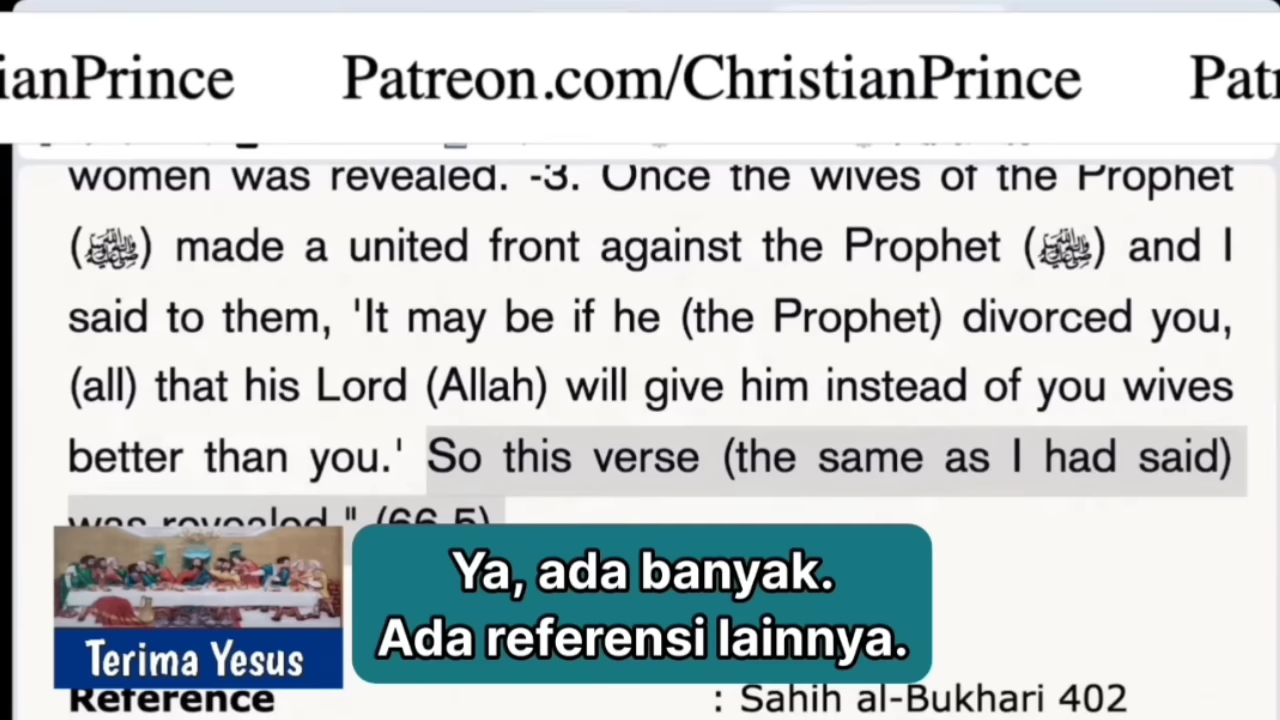 ianPrince Patreon.com/ChristianPrince Patr
women was revealed. -3. Once the wives of the Prophet
(ﷺ) made a united front against the Prophet (ﷺ) and I
said to them, 'It may be if he (the Prophet) divorced you,
(all) that his Lord (Allah) will give him instead of you wives
better than you.' So this verse (the same as I had said)
was revealed." (66.5)
Ya, ada banyak.
Ada referensi lainnya.
Terima Yesus
Reference : Sahih al-Bukhari 402